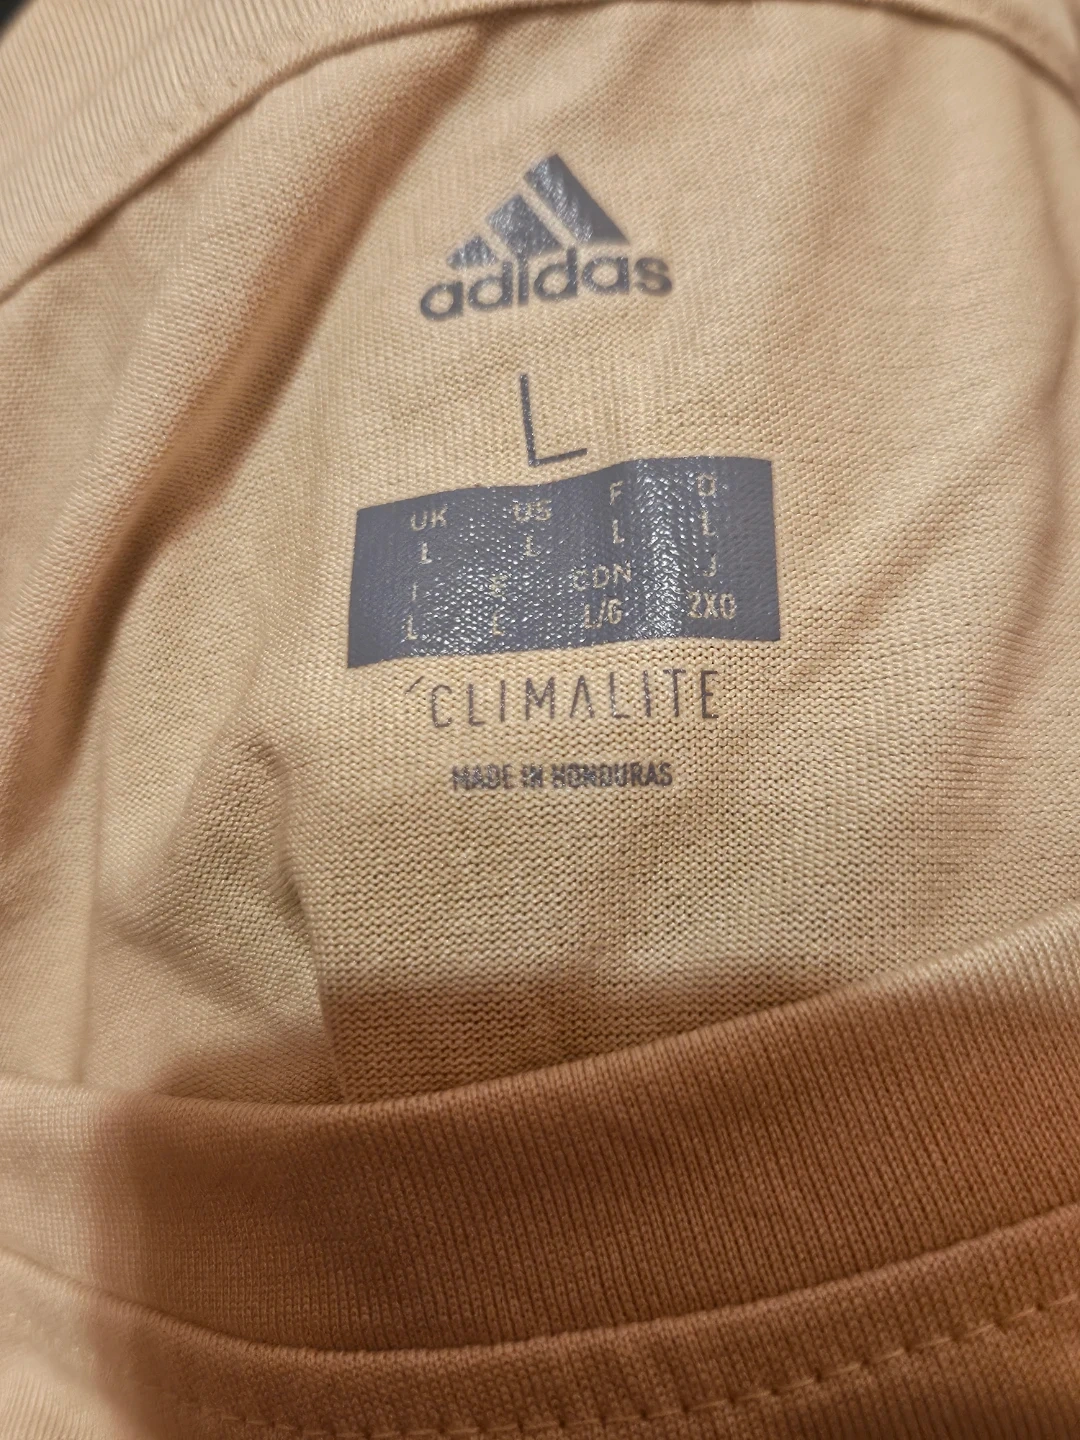 adidas
L
UK US F D
L L L L
I E CDN J
L L L/G 2XO
CLIMALITE
MADE IN HONDURAS